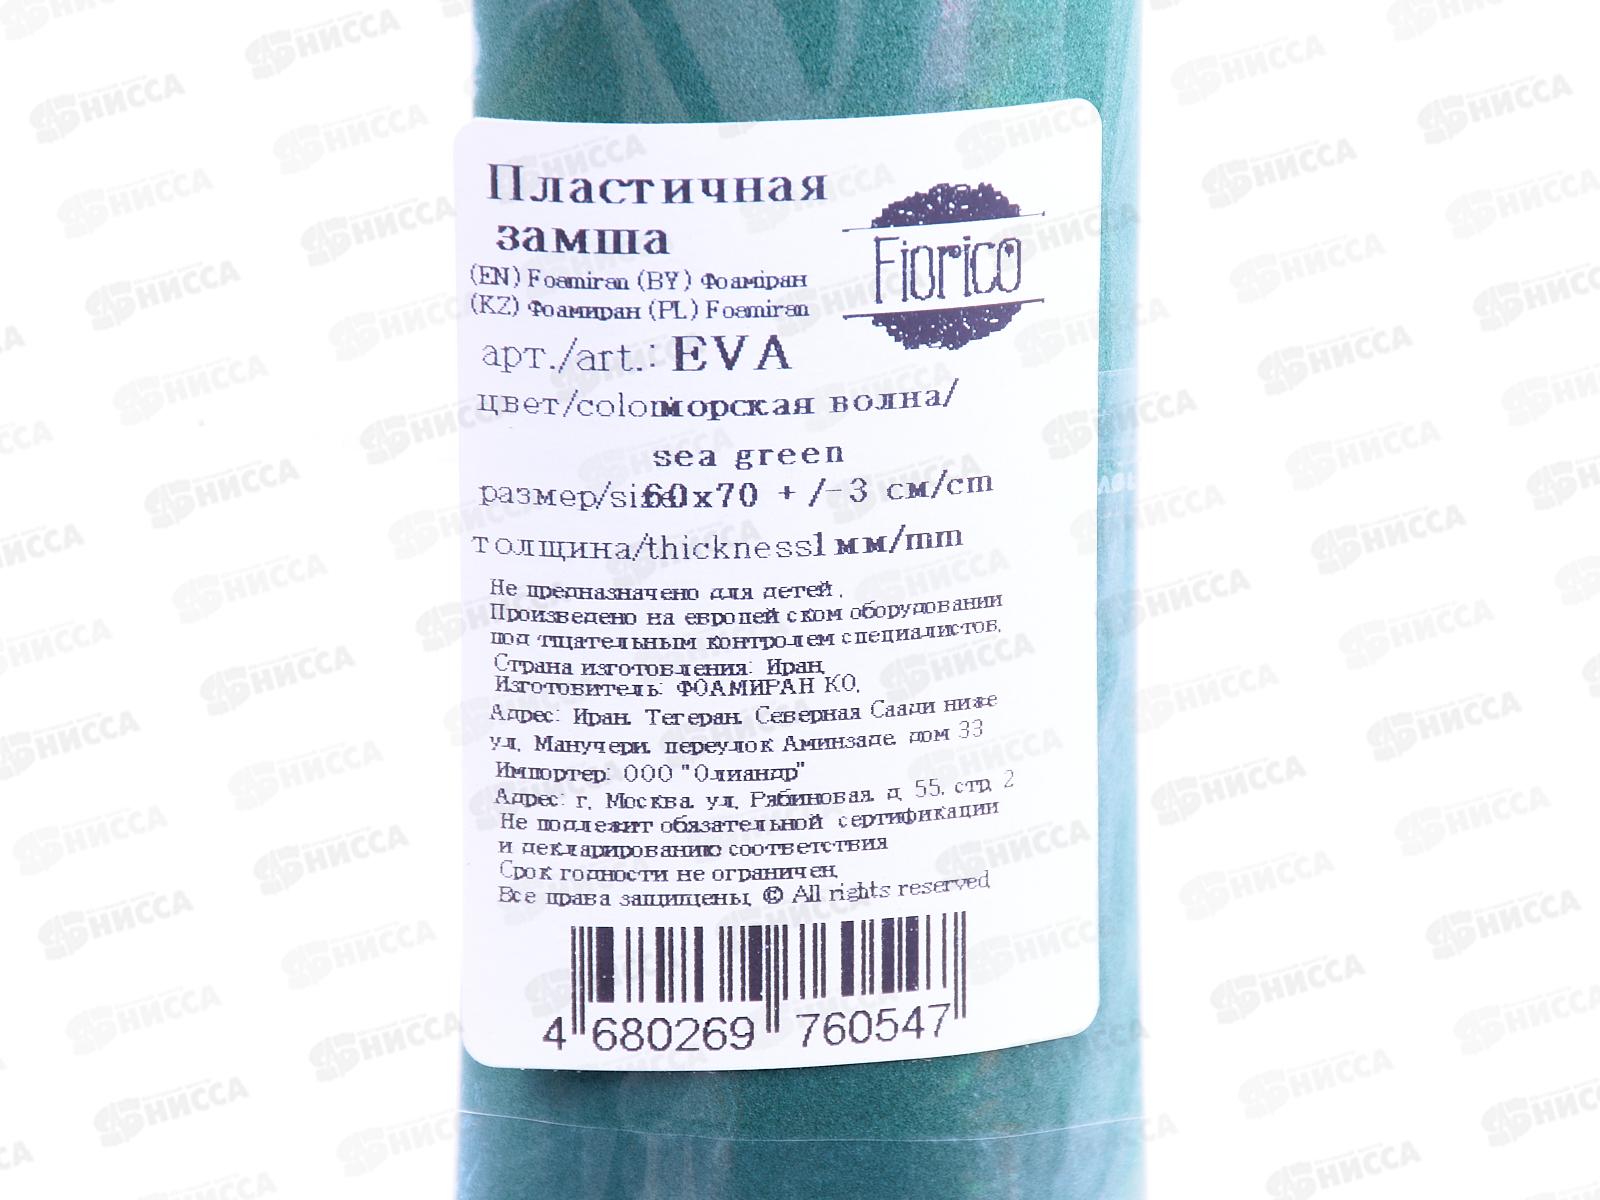 Пластичная
замша
Fiorico
(EN) Foamiran (BY) Фоаміран
(KZ) Фоамиран (PL) Foamiran
арт./art.: EVA
цвет/color морская волна/
sea green
размер/size 60x70 +/-3 см/cm
толщина/thickness 1 мм/mm
Не предназначено для детей.
Произведено на европейском оборудовании
под тщательным контролем специалистов.
Страна изготовления: Иран.
Изготовитель: ФОАМИРАН КО.
Адрес: Иран. Тегеран. Северная Саади ниже
ул. Манучери. переулок Аминзаде. дом 33
Импортер: ООО "Олиандр"
Адрес: г. Москва. ул. Рябиновая. д. 55. стр. 2
Не подлежит обязательной сертификации
и декларированию соответствия
Срок годности не ограничен.
Все права защищены. © All rights reserved
4 680269 760547
НИССА